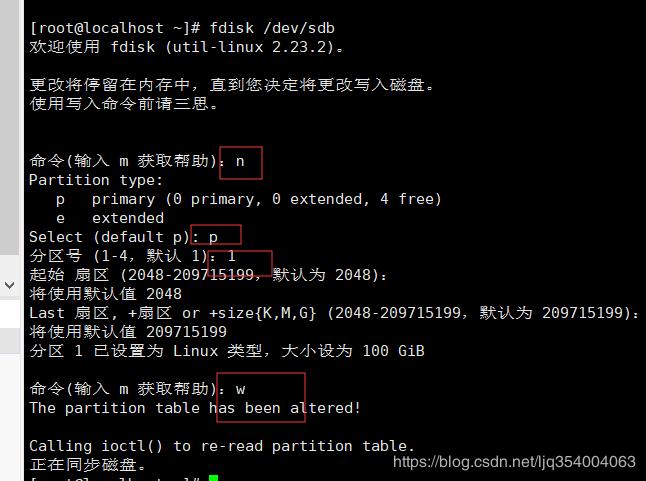 [root@localhost ~]# fdisk /dev/sdb
欢迎使用 fdisk (util-linux 2.23.2)。
更改将停留在内存中，直到您决定将更改写入磁盘。
使用写入命令前请三思。
命令(输入 m 获取帮助)：n
Partition type:
p primary (0 primary, 0 extended, 4 free)
e extended
Select (default p): p
分区号 (1-4，默认 1)：1
起始 扇区 (2048-209715199，默认为 2048)：
将使用默认值 2048
Last 扇区, +扇区 or +size{K,M,G} (2048-209715199，默认为 209715199)：
将使用默认值 209715199
分区 1 已设置为 Linux 类型，大小设为 100 GiB
命令(输入 m 获取帮助)：w
The partition table has been altered!
Calling ioctl() to re-read partition table.
正在同步磁盘。
https://blog.csdn.net/ljq354004063
[root@localhost ~]#